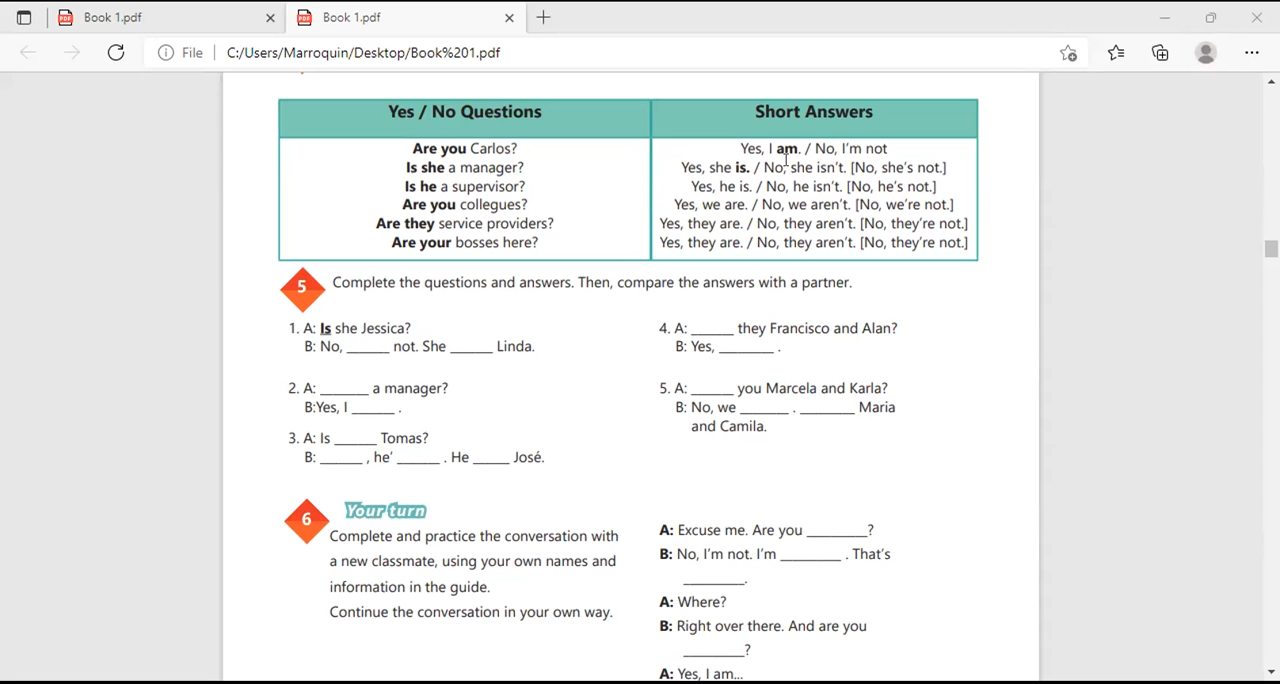 Book 1.pdf
Book 1.pdf
File
C:/Users/Marroquin/Desktop/Book%201.pdf
Yes / No Questions
Are you Carlos?
Is she a manager?
Is he a supervisor?
Are you collegues?
Are they service providers?
Are your bosses here?
Short Answers
Yes, I am. / No, I'm not
Yes, she is. / No, she isn't. [No, she's not.]
Yes, he is. / No, he isn't. [No, he's not.]
Yes, we are. / No, we aren't. [No, we're not.]
Yes, they are. / No, they aren't. [No, they're not.]
Yes, they are. / No, they aren't. [No, they're not.]
5 Complete the questions and answers. Then, compare the answers with a partner.
1. A: Is she Jessica?
B: No, ______ not. She ______ Linda.
2. A: _______ a manager?
B:Yes, I ______ .
3. A: Is ______ Tomas?
B: ______ , he' ______ . He _____ José.
4. A: ______ they Francisco and Alan?
B: Yes, ________ .
5. A: ______ you Marcela and Karla?
B: No, we _______ . ________ Maria
and Camila.
6 Your turn
Complete and practice the conversation with
a new classmate, using your own names and
information in the guide.
Continue the conversation in your own way.
A: Excuse me. Are you _________?
B: No, I'm not. I'm _________ . That's
_________.
A: Where?
B: Right over there. And are you
_________?
A: Yes, I am...